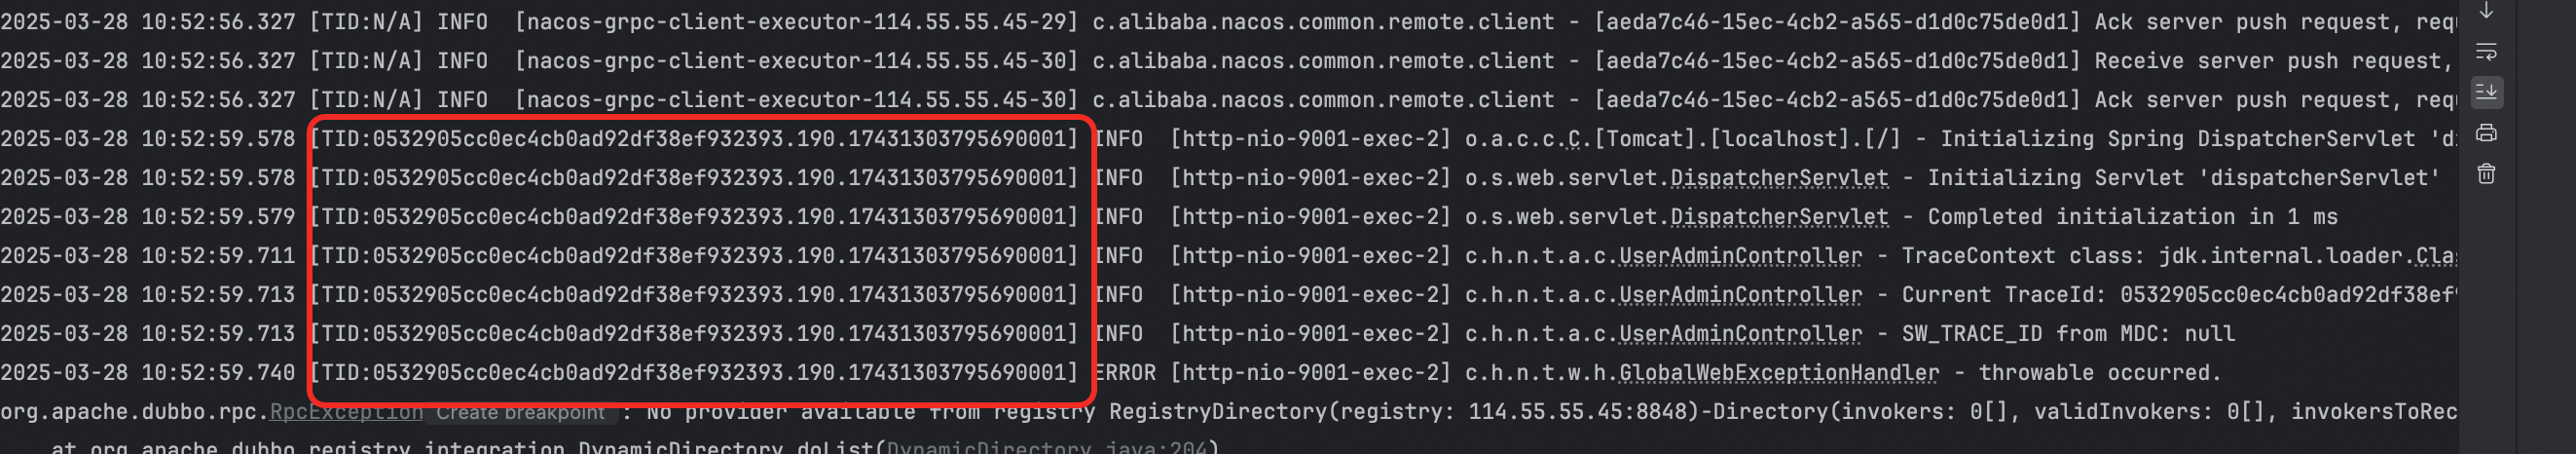 2025-03-28 10:52:56.327 [TID:N/A] INFO  [nacos-grpc-client-executor-114.55.55.45-29] c.alibaba.nacos.common.remote.client - [aeda7c46-15ec-4cb2-a565-d1d0c75de0d1] Ack server push request, req
2025-03-28 10:52:56.327 [TID:N/A] INFO  [nacos-grpc-client-executor-114.55.55.45-30] c.alibaba.nacos.common.remote.client - [aeda7c46-15ec-4cb2-a565-d1d0c75de0d1] Receive server push request,
2025-03-28 10:52:56.327 [TID:N/A] INFO  [nacos-grpc-client-executor-114.55.55.45-30] c.alibaba.nacos.common.remote.client - [aeda7c46-15ec-4cb2-a565-d1d0c75de0d1] Ack server push request, req
2025-03-28 10:52:59.578 [TID:0532905cc0ec4cb0ad92df38ef932393.190.17431303795690001] INFO  [http-nio-9001-exec-2] o.a.c.c.C.[Tomcat].[localhost].[/] - Initializing Spring DispatcherServlet 'di
2025-03-28 10:52:59.578 [TID:0532905cc0ec4cb0ad92df38ef932393.190.17431303795690001] INFO  [http-nio-9001-exec-2] o.s.web.servlet.DispatcherServlet - Initializing Servlet 'dispatcherServlet'
2025-03-28 10:52:59.579 [TID:0532905cc0ec4cb0ad92df38ef932393.190.17431303795690001] INFO  [http-nio-9001-exec-2] o.s.web.servlet.DispatcherServlet - Completed initialization in 1 ms
2025-03-28 10:52:59.711 [TID:0532905cc0ec4cb0ad92df38ef932393.190.17431303795690001] INFO  [http-nio-9001-exec-2] c.h.n.t.a.c.UserAdminController - TraceContext class: jdk.internal.loader.Cla
2025-03-28 10:52:59.713 [TID:0532905cc0ec4cb0ad92df38ef932393.190.17431303795690001] INFO  [http-nio-9001-exec-2] c.h.n.t.a.c.UserAdminController - Current TraceId: 0532905cc0ec4cb0ad92df38ef
2025-03-28 10:52:59.713 [TID:0532905cc0ec4cb0ad92df38ef932393.190.17431303795690001] INFO  [http-nio-9001-exec-2] c.h.n.t.a.c.UserAdminController - SW_TRACE_ID from MDC: null
2025-03-28 10:52:59.740 [TID:0532905cc0ec4cb0ad92df38ef932393.190.17431303795690001] ERROR [http-nio-9001-exec-2] c.h.n.t.w.h.GlobalWebExceptionHandler - throwable occurred.
org.apache.dubbo.rpc.RpcException Create breakpoint : No provider available from registry RegistryDirectory(registry: 114.55.55.45:8848)-Directory(invokers: 0[], validInvokers: 0[], invokersToRec
at org.apache.dubbo.registry.integration.DynamicDirectory.doList(DynamicDirectory.java:204)